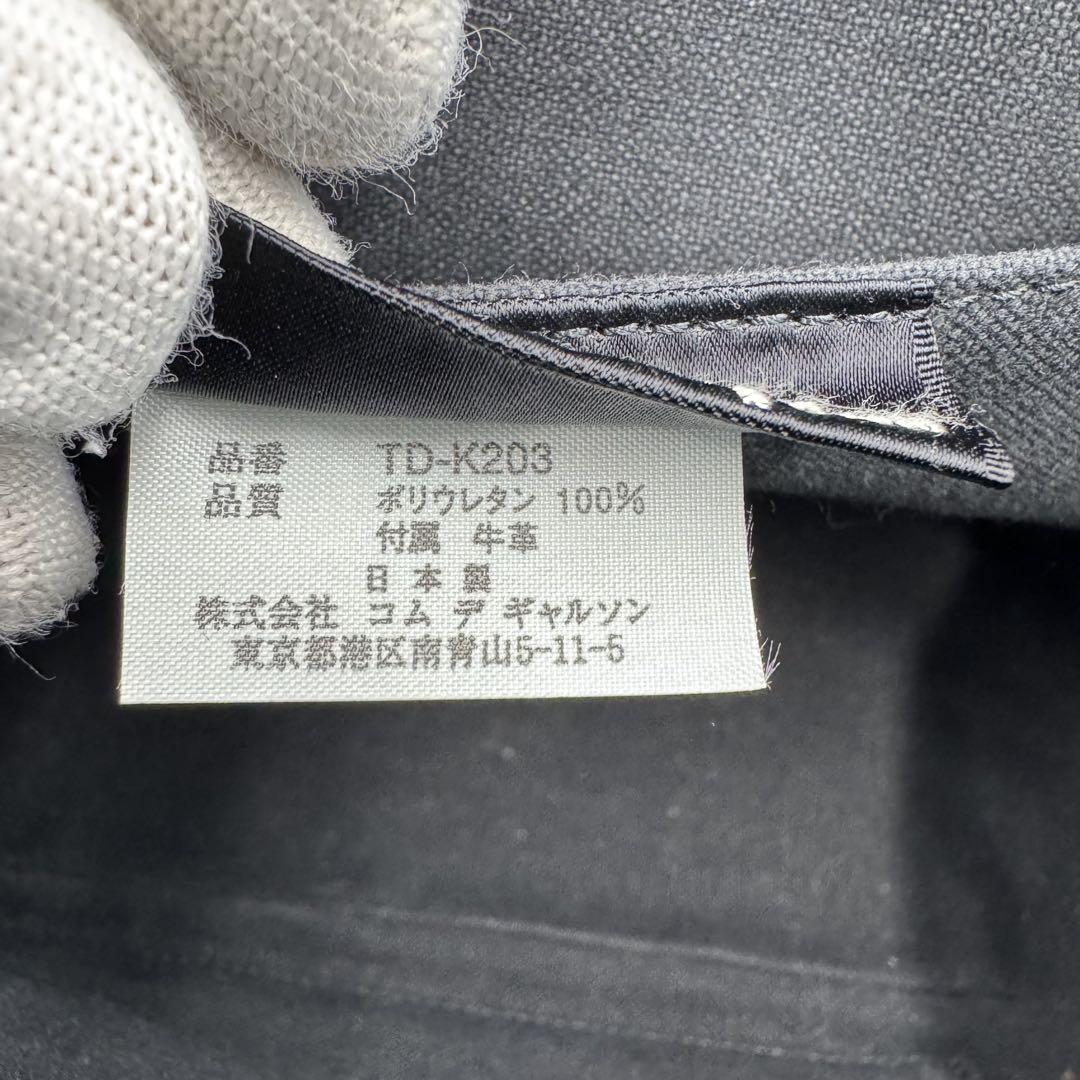 品番 TD-K203
品質 ポリウレタン 100%
付属 牛革
日本製
株式会社 コム デ ギャルソン
東京都港区南青山5-11-5